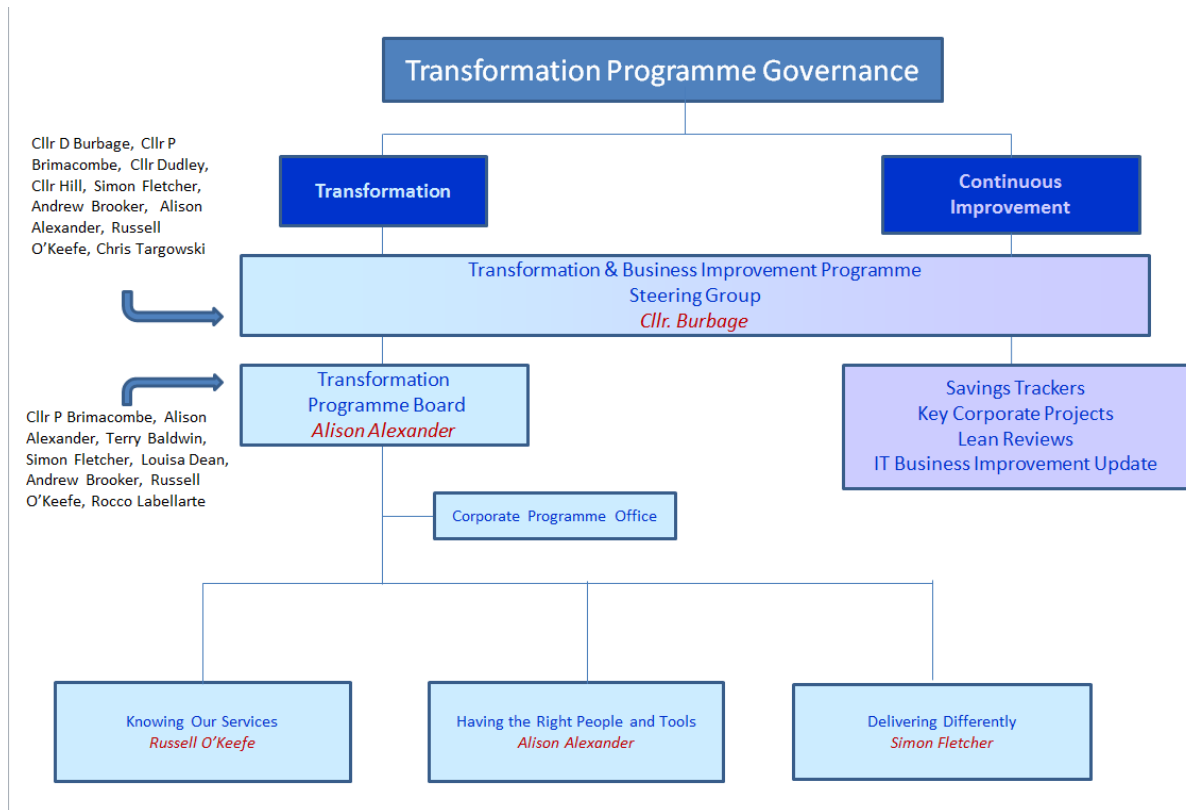 Transformation Programme Governance
Cllr D Burbage, Cllr P
Brimacombe, Cllr Dudley,
Cllr Hill, Simon Fletcher,
Andrew Brooker, Alison
Alexander, Russell
O’Keefe, Chris Targowski
Transformation
Continuous
Improvement
Transformation & Business Improvement Programme
Steering Group
Cllr. Burbage
Transformation
Programme Board
Alison Alexander
Savings Trackers
Key Corporate Projects
Lean Reviews
IT Business Improvement Update
Cllr P Brimacombe, Alison
Alexander, Terry Baldwin,
Simon Fletcher, Louisa Dean,
Andrew Brooker, Russell
O’Keefe, Rocco Labellarte
Corporate Programme Office
Knowing Our Services
Russell O’Keefe
Having the Right People and Tools
Alison Alexander
Delivering Differently
Simon Fletcher